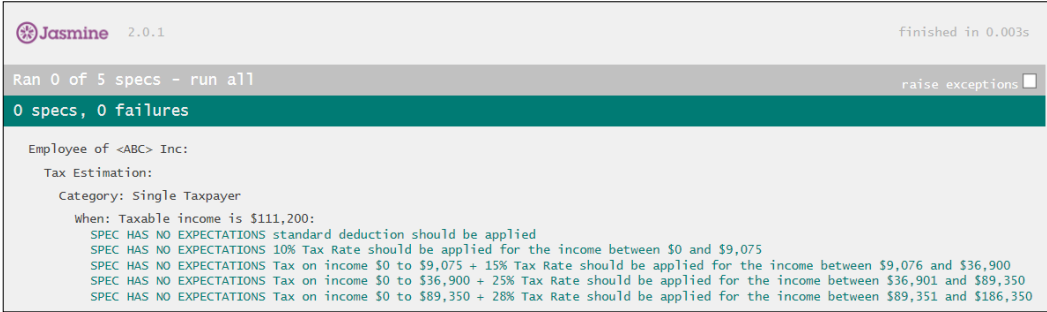 Jasmine 2.0.1 finished in 0.003s
Ran 0 of 5 specs - run all raise exceptions
0 specs, 0 failures
Employee of <ABC> Inc:
Tax Estimation:
Category: Single Taxpayer
When: Taxable income is $111,200:
SPEC HAS NO EXPECTATIONS standard deduction should be applied
SPEC HAS NO EXPECTATIONS 10% Tax Rate should be applied for the income between $0 and $9,075
SPEC HAS NO EXPECTATIONS Tax on income $0 to $9,075 + 15% Tax Rate should be applied for the income between $9,076 and $36,900
SPEC HAS NO EXPECTATIONS Tax on income $0 to $36,900 + 25% Tax Rate should be applied for the income between $36,901 and $89,350
SPEC HAS NO EXPECTATIONS Tax on income $0 to $89,350 + 28% Tax Rate should be applied for the income between $89,351 and $186,350